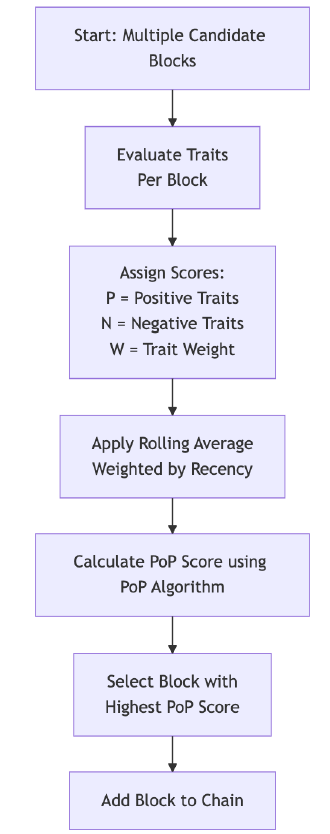 Start: Multiple Candidate
Blocks
Evaluate Traits
Per Block
Assign Scores:
P = Positive Traits
N = Negative Traits
W = Trait Weight
Apply Rolling Average
Weighted by Recency
Calculate PoP Score using
PoP Algorithm
Select Block with
Highest PoP Score
Add Block to Chain